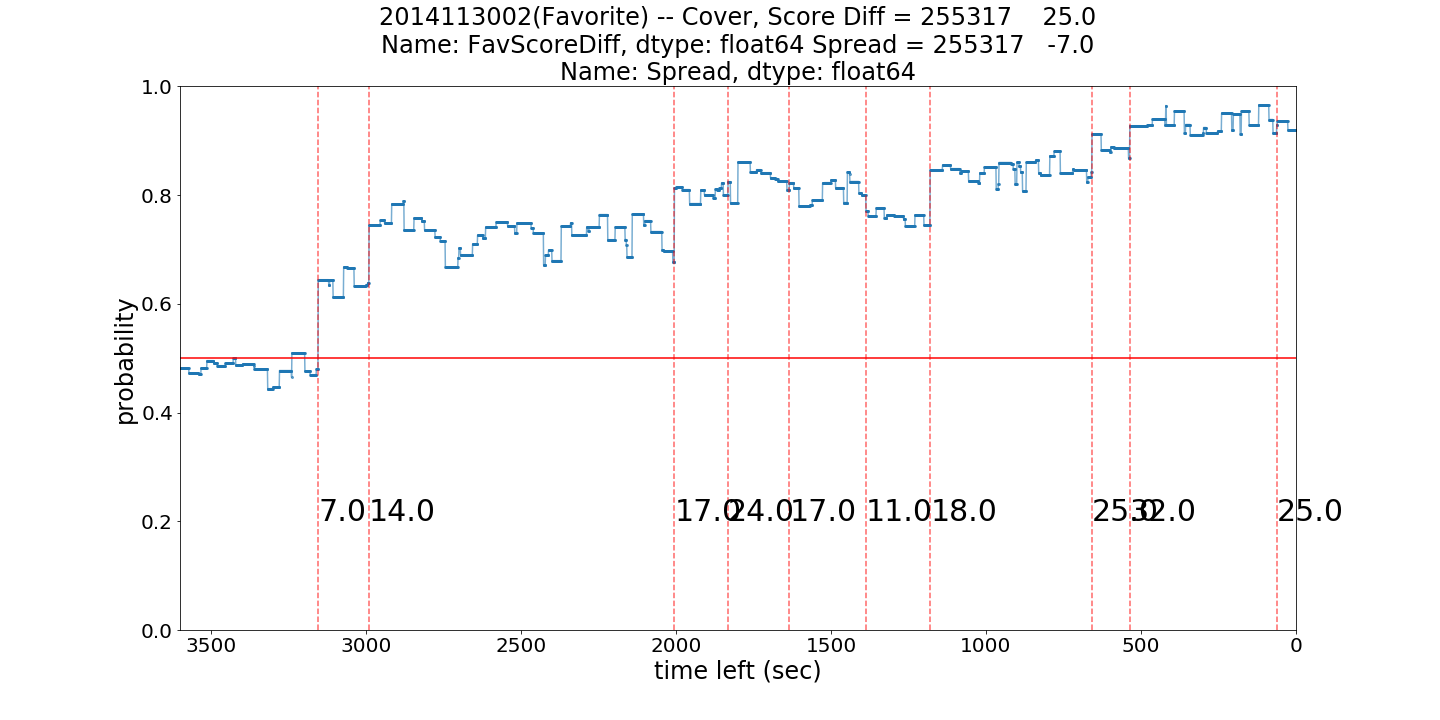 2014113002(Favorite) -- Cover, Score Diff = 255317    25.0
Name: FavScoreDiff, dtype: float64 Spread = 255317   -7.0
Name: Spread, dtype: float64
1.0
0.8
0.6
0.4
0.2
0.0
probability
7.0 14.0 17.0 24.0 17.0 11.0 18.0 25.0 32.0 25.0
3500 3000 2500 2000 1500 1000 500 0
time left (sec)